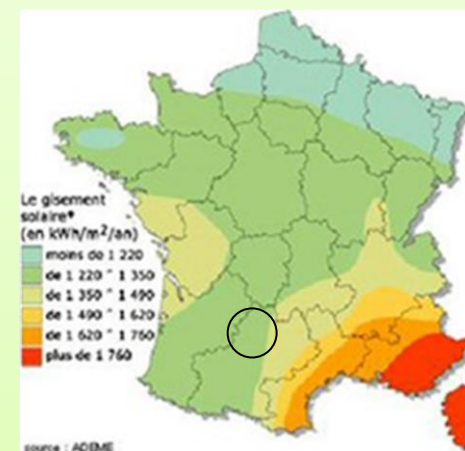 Le gisement
solaire*
(en kWh/m²/an)
moins de 1 220
de 1 220 " 1 350
de 1 350 " 1 490
de 1 490 " 1 620
de 1 620 " 1 760
plus de 1 760
source : ADEME